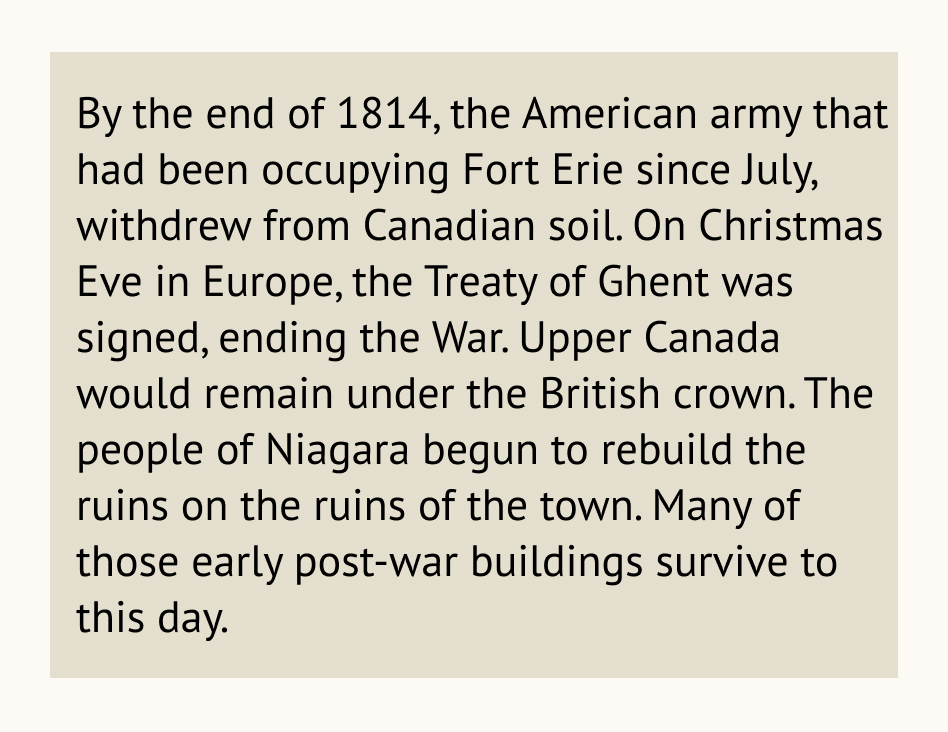 By the end of 1814, the American army that
had been occupying Fort Erie since July,
withdrew from Canadian soil. On Christmas
Eve in Europe, the Treaty of Ghent was
signed, ending the War. Upper Canada
would remain under the British crown. The
people of Niagara begun to rebuild the
ruins on the ruins of the town. Many of
those early post-war buildings survive to
this day.